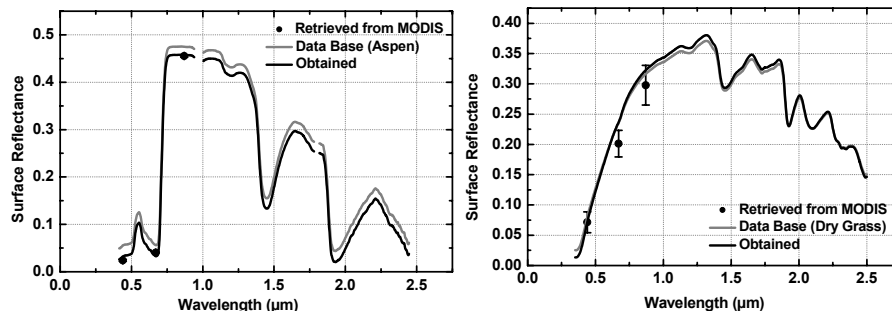 0.5
0.4
0.3
0.2
0.1
0.0
Surface Reflectance
Retrieved from MODIS
Data Base (Aspen)
Obtained
0.0 0.5 1.0 1.5 2.0 2.5
Wavelength (µm)
0.40
0.35
0.30
0.25
0.20
0.15
0.10
0.05
0.00
Surface Reflectance
Retrieved from MODIS
Data Base (Dry Grass)
Obtained
0.0 0.5 1.0 1.5 2.0 2.5
Wavelength (µm)